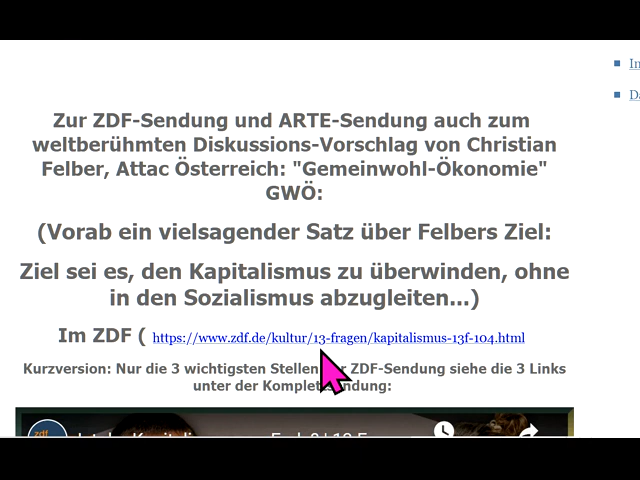 In
Da
Zur ZDF-Sendung und ARTE-Sendung auch zum
weltberühmten Diskussions-Vorschlag von Christian
Felber, Attac Österreich: "Gemeinwohl-Ökonomie"
GWÖ:
(Vorab ein vielsagender Satz über Felbers Ziel:
Ziel sei es, den Kapitalismus zu überwinden, ohne
in den Sozialismus abzugleiten...)
Im ZDF ( https://www.zdf.de/kultur/13-fragen/kapitalismus-13f-104.html
Kurzversion: Nur die 3 wichtigsten Stellen ZDF-Sendung siehe die 3 Links
unter der Komplettsendung:
zdf